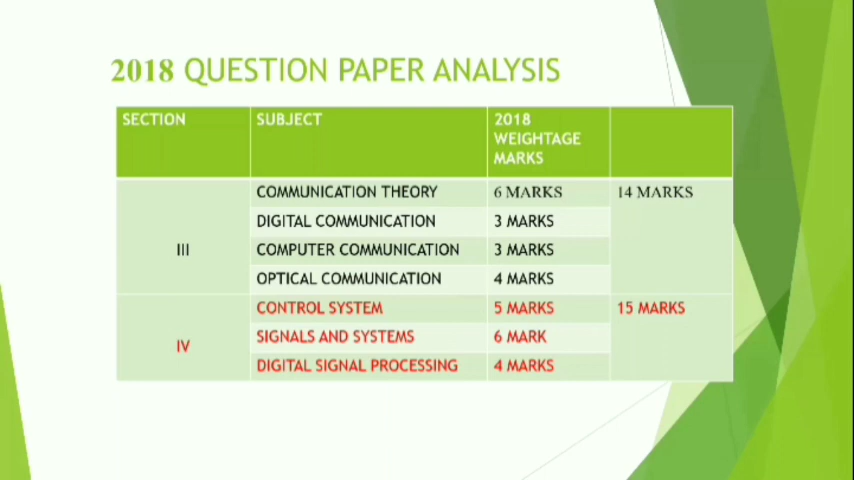 2018 QUESTION PAPER ANALYSIS
SECTION SUBJECT 2018 WEIGHTAGE MARKS
COMMUNICATION THEORY 6 MARKS 14 MARKS
DIGITAL COMMUNICATION 3 MARKS
III COMPUTER COMMUNICATION 3 MARKS
OPTICAL COMMUNICATION 4 MARKS
CONTROL SYSTEM 5 MARKS 15 MARKS
IV SIGNALS AND SYSTEMS 6 MARK
DIGITAL SIGNAL PROCESSING 4 MARKS